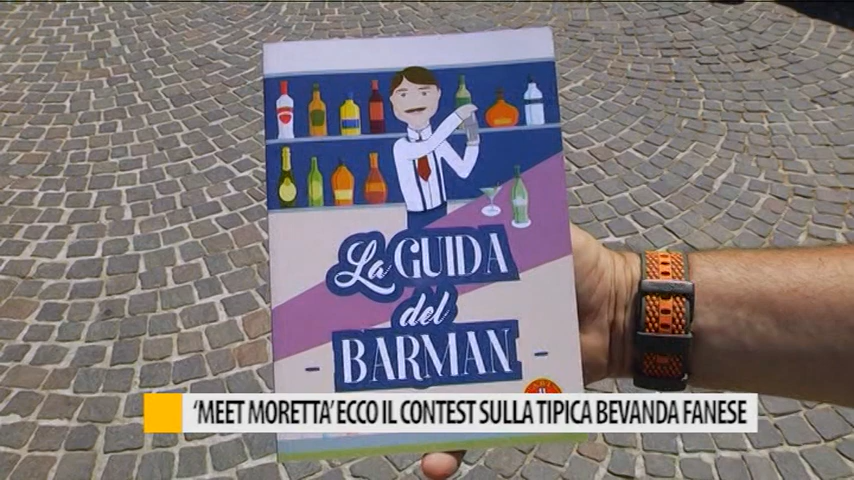 La GUIDA
del
BARMAN
'MEET MORETTA' ECCO IL CONTEST SULLA TIPICA BEVANDA FANESE